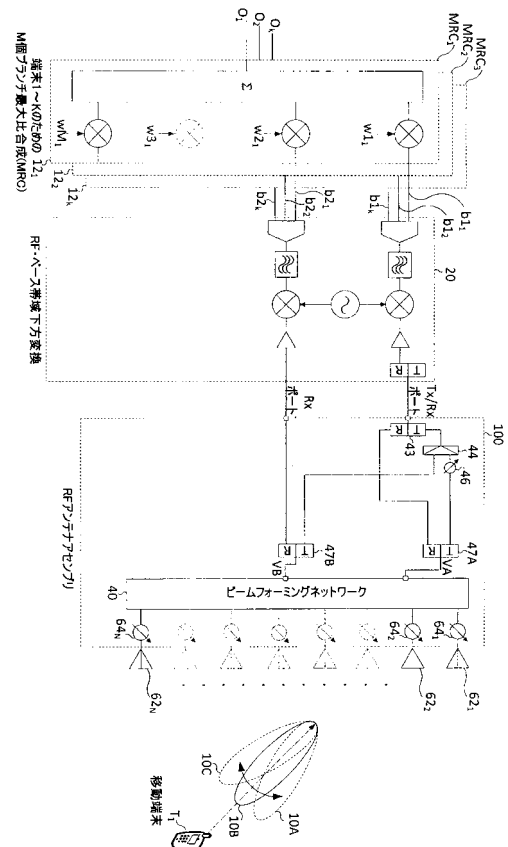 O₁
O₂
Oₖ
MRC₁
MRC₂
MRC₃
Σ
w1₁
w2₁
w3₁
wM₁
端末1~Kのための
M個ブランチ最大比合成(MRC)
12₁
12₂
12ₖ
b1₁
b1₂
b1ₖ
b2₁
b2₂
b2ₖ
20
RF・ベース帯域下方変換
T
R
Tx/Rx
ポート
Rx
ポート
100
T
R
43
44
46
T
R
47A
VA
T
R
47B
VB
RFアンテナアセンブリ
40
ビームフォーミングネットワーク
64₁
64₂
64N
62₁
62₂
62N
10A
10B
10C
移動端末
T₁